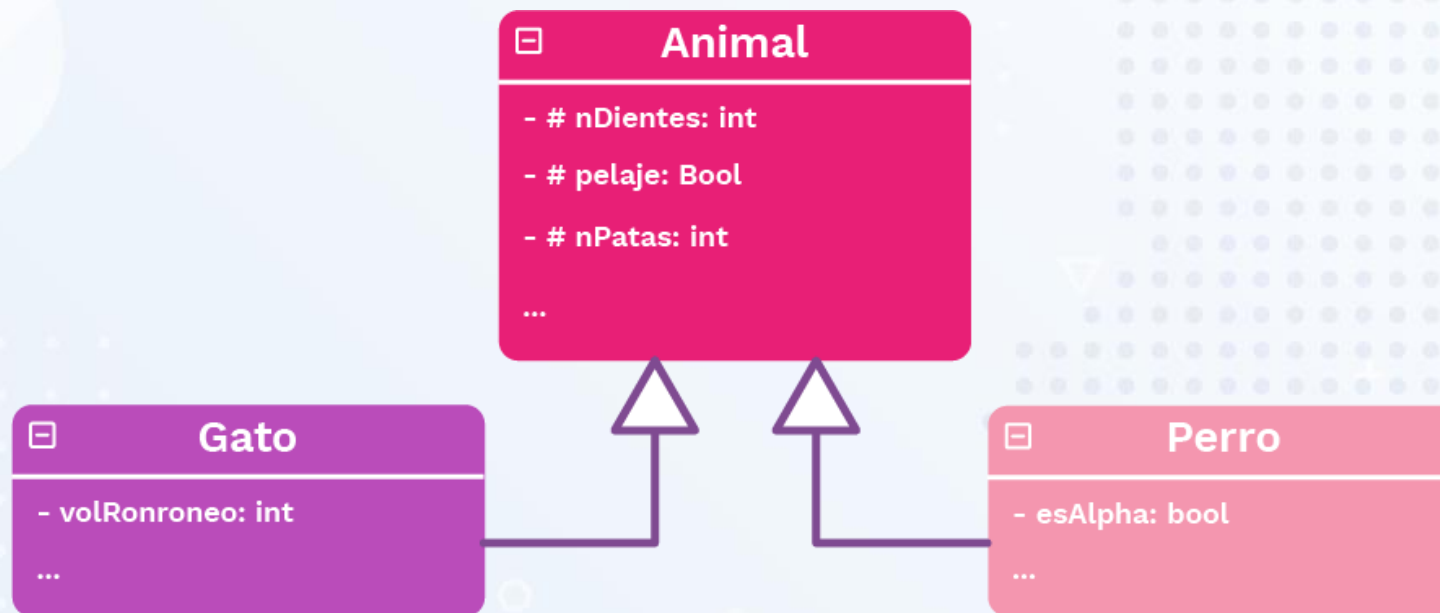 Animal
- # nDientes: int
- # pelaje: Bool
- # nPatas: int
...
Gato
- volRonroneo: int
...
Perro
- esAlpha: bool
...